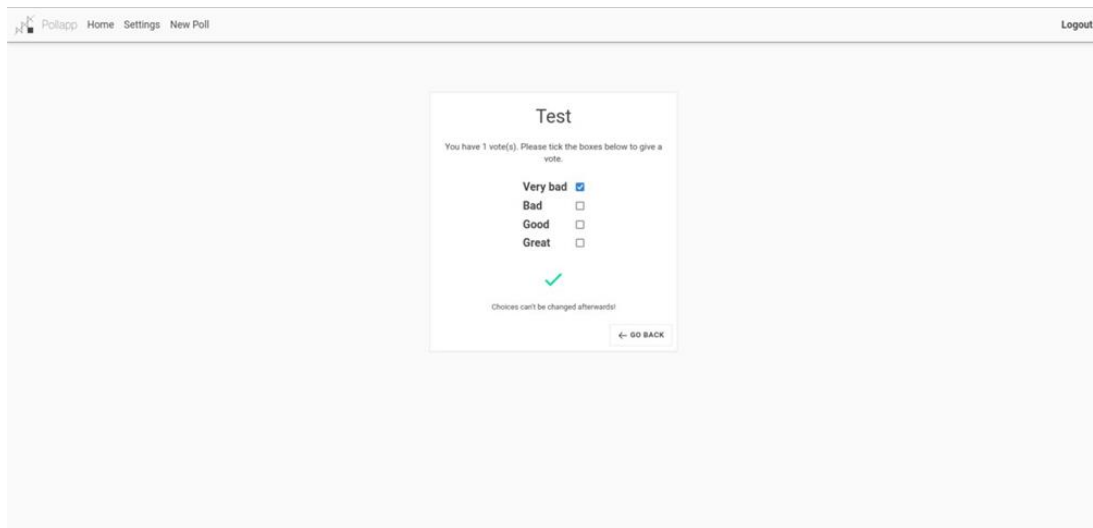 Pollapp Home Settings New Poll Logout
Test
You have 1 vote(s). Please tick the boxes below to give a
vote.
Very bad
Bad
Good
Great
Choices can't be changed afterwards!
← GO BACK